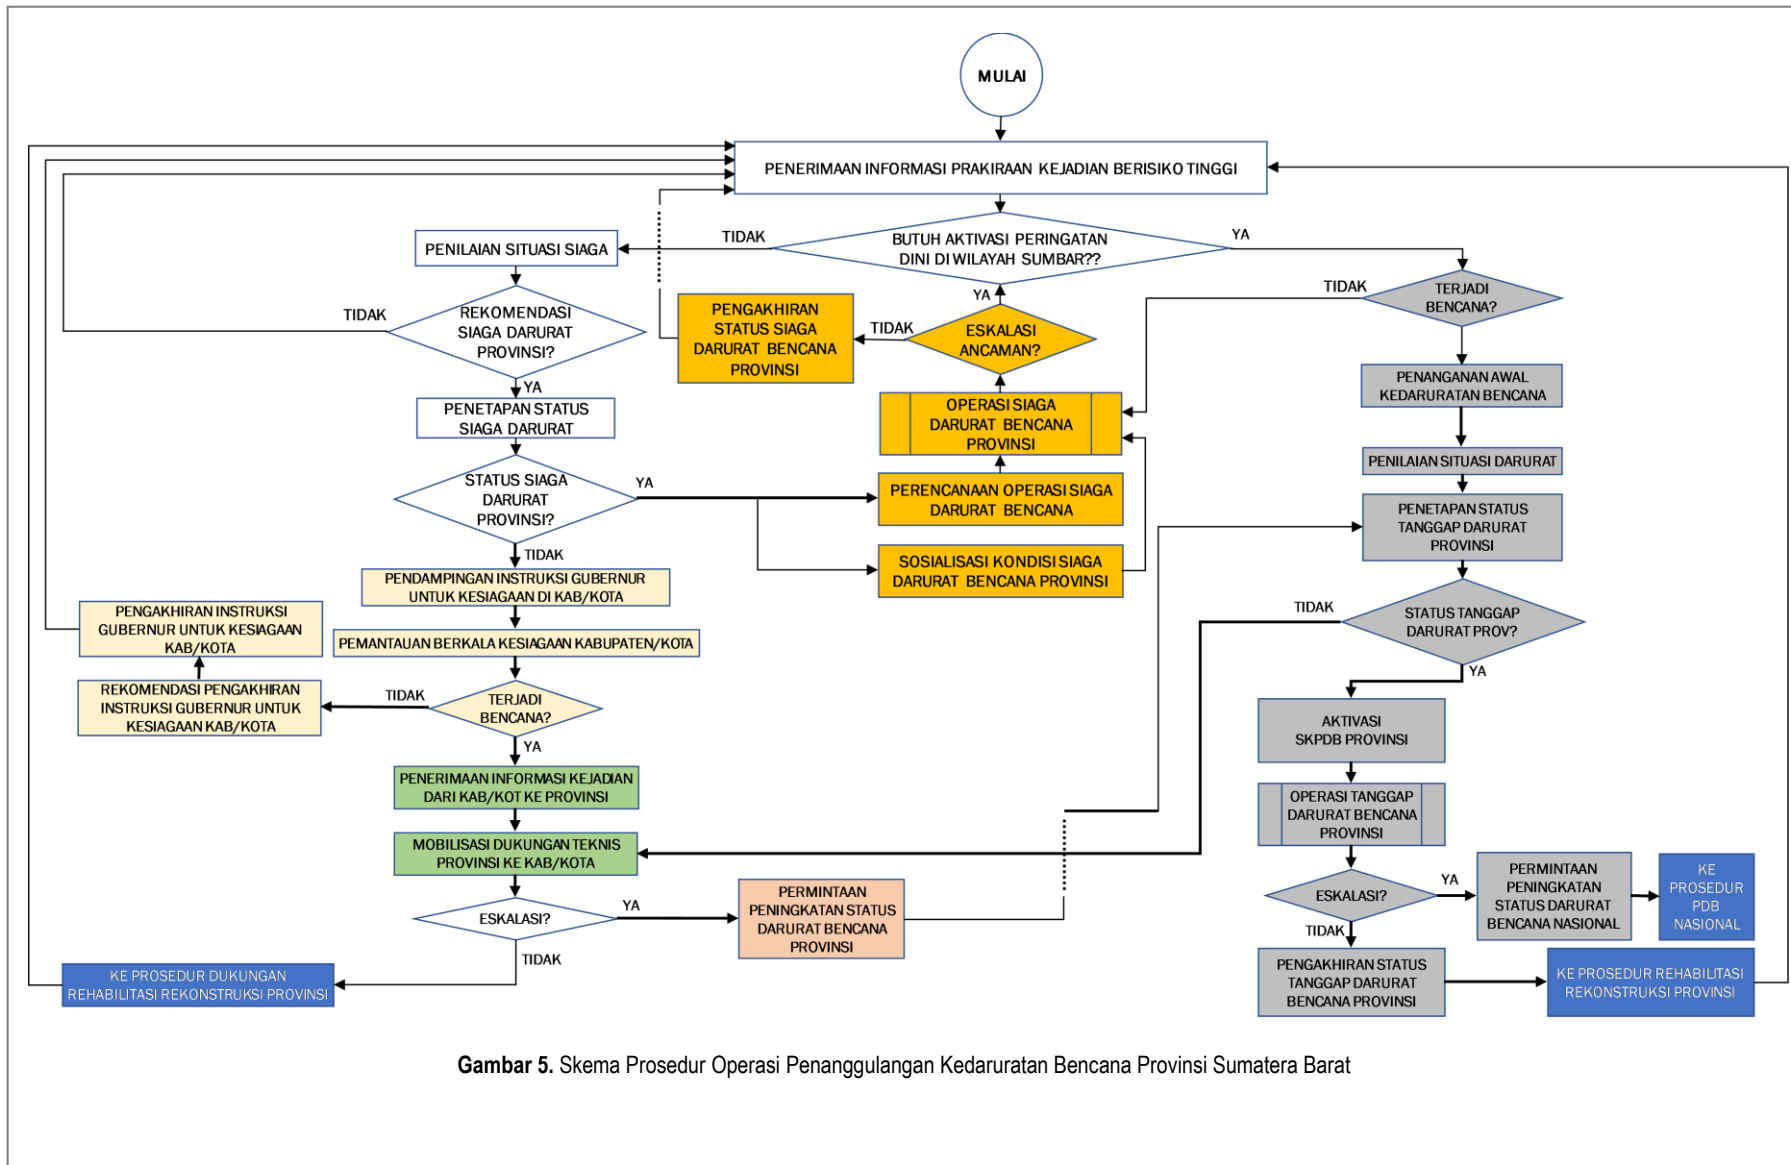 MULAI
PENERIMAAN INFORMASI PRAKIRAAN KEJADIAN BERISIKO TINGGI
BUTUH AKTIVASI PERINGATAN
DINI DI WILAYAH SUMBAR??
TIDAK
YA
PENILAIAN SITUASI SIAGA
REKOMENDASI
SIAGA DARURAT
PROVINSI?
TIDAK
YA
PENETAPAN STATUS
SIAGA DARURAT
STATUS SIAGA
DARURAT
PROVINSI?
YA
TIDAK
PENDAMPINGAN INSTRUKSI GUBERNUR
UNTUK KESIAGAAN DI KAB/KOTA
PEMANTAUAN BERKALA KESIAGAAN KABUPATEN/KOTA
TERJADI
BENCANA?
TIDAK
YA
REKOMENDASI PENGAKHIRAN
INSTRUKSI GUBERNUR UNTUK
KESIAGAAN KAB/KOTA
PENGAKHIRAN INSTRUKSI
GUBERNUR UNTUK KESIAGAAN
KAB/KOTA
PENERIMAAN INFORMASI KEJADIAN
DARI KAB/KOT KE PROVINSI
MOBILISASI DUKUNGAN TEKNIS
PROVINSI KE KAB/KOTA
ESKALASI?
YA
TIDAK
KE PROSEDUR DUKUNGAN
REHABILITASI REKONSTRUKSI PROVINSI
PERMINTAAN
PENINGKATAN STATUS
DARURAT BENCANA
PROVINSI
PENGAKHIRAN
STATUS SIAGA
DARURAT BENCANA
PROVINSI
TIDAK
YA
ESKALASI
ANCAMAN?
OPERASI SIAGA
DARURAT BENCANA
PROVINSI
PERENCANAAN OPERASI SIAGA
DARURAT BENCANA
SOSIALISASI KONDISI SIAGA
DARURAT BENCANA PROVINSI
TIDAK
TERJADI
BENCANA?
PENANGANAN AWAL
KEDARURATAN BENCANA
PENILAIAN SITUASI DARURAT
PENETAPAN STATUS
TANGGAP DARURAT
PROVINSI
TIDAK
STATUS TANGGAP
DARURAT PROV?
YA
AKTIVASI
SKPDB PROVINSI
OPERASI TANGGAP
DARURAT BENCANA
PROVINSI
ESKALASI?
YA
TIDAK
PERMINTAAN
PENINGKATAN
STATUS DARURAT
BENCANA NASIONAL
KE
PROSEDUR
PDB
NASIONAL
PENGAKHIRAN STATUS
TANGGAP DARURAT
BENCANA PROVINSI
KE PROSEDUR REHABILITASI
REKONSTRUKSI PROVINSI
Gambar 5. Skema Prosedur Operasi Penanggulangan Kedaruratan Bencana Provinsi Sumatera Barat